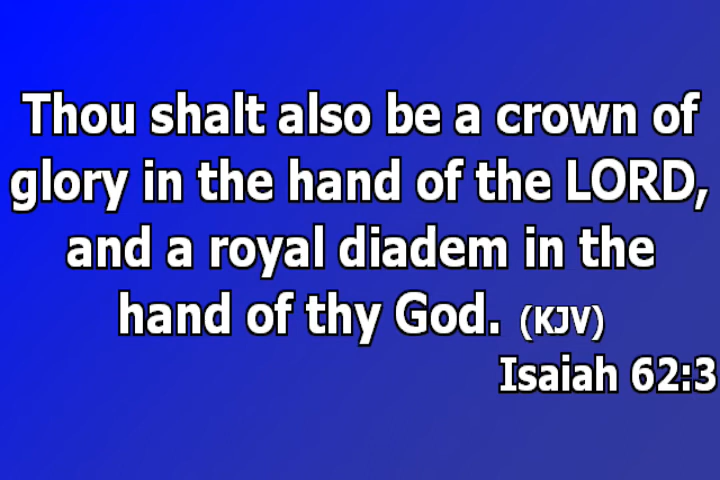 Thou shalt also be a crown of
glory in the hand of the LORD,
and a royal diadem in the
hand of thy God. (KJV)
Isaiah 62:3